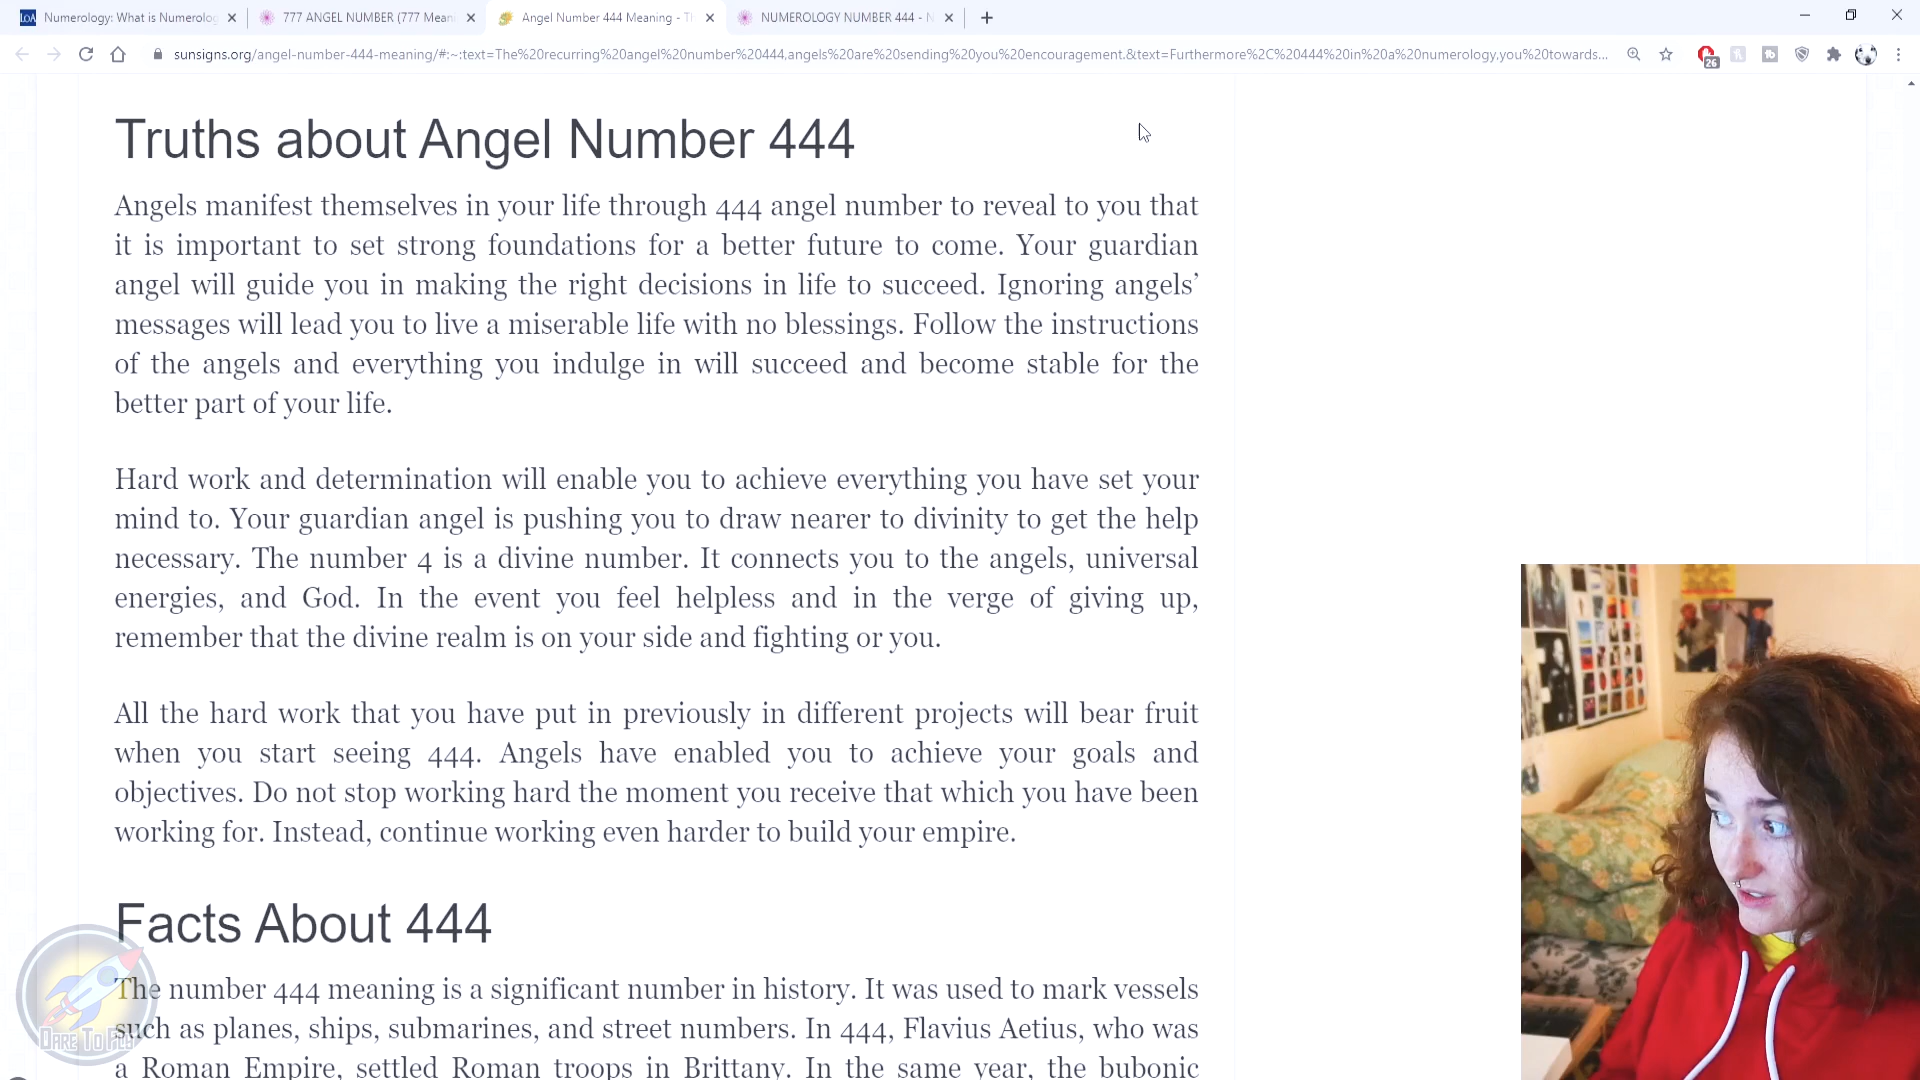 LOA Numerology: What is Numerolog
777 ANGEL NUMBER (777 Meani
Angel Number 444 Meaning - Th
NUMEROLOGY NUMBER 444 - N
sunsigns.org/angel-number-444-meaning/#:~:text=The%20recurring%20angel%20number%20444,angels%20are%20sending%20you%20encouragement.&text=Furthermore%2C%20444%20in%20a%20numerology,you%20towards...
26
Truths about Angel Number 444
Angels manifest themselves in your life through 444 angel number to reveal to you that
it is important to set strong foundations for a better future to come. Your guardian
angel will guide you in making the right decisions in life to succeed. Ignoring angels’
messages will lead you to live a miserable life with no blessings. Follow the instructions
of the angels and everything you indulge in will succeed and become stable for the
better part of your life.
Hard work and determination will enable you to achieve everything you have set your
mind to. Your guardian angel is pushing you to draw nearer to divinity to get the help
necessary. The number 4 is a divine number. It connects you to the angels, universal
energies, and God. In the event you feel helpless and in the verge of giving up,
remember that the divine realm is on your side and fighting or you.
All the hard work that you have put in previously in different projects will bear fruit
when you start seeing 444. Angels have enabled you to achieve your goals and
objectives. Do not stop working hard the moment you receive that which you have been
working for. Instead, continue working even harder to build your empire.
Facts About 444
The number 444 meaning is a significant number in history. It was used to mark vessels
such as planes, ships, submarines, and street numbers. In 444, Flavius Aetius, who was
a Roman Empire, settled Roman troops in Brittany. In the same year, the bubonic
DARE TO FLY